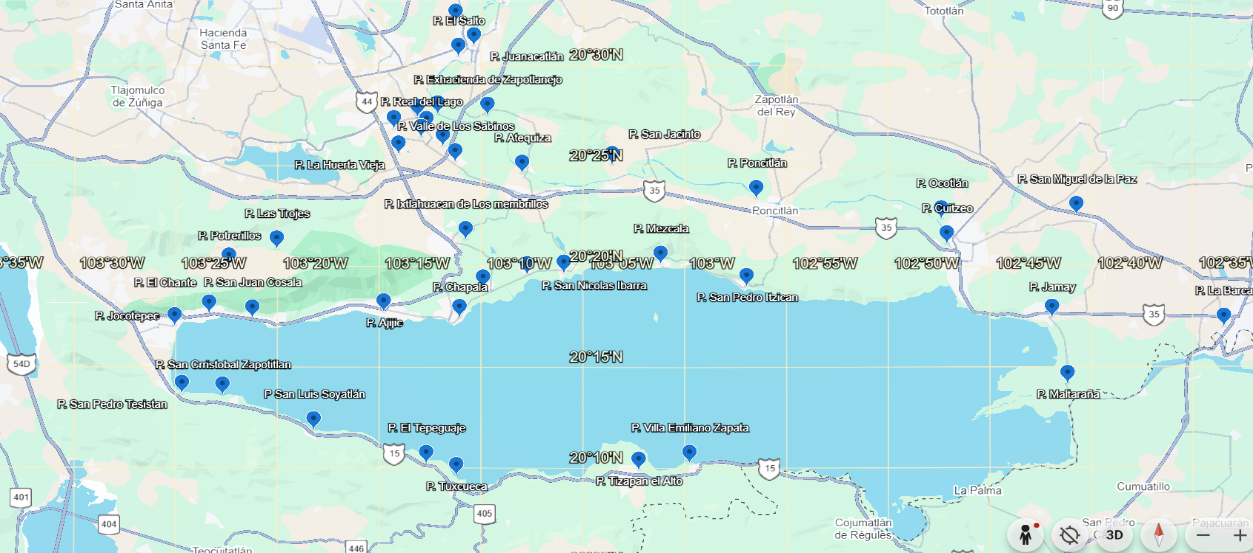 Santa Anita
P. El Salto
Tototlán
90
Hacienda
Santa Fe
P. Juanacatlán
20°30'N
P. Exhacienda de Zapotlanejo
Tlajomulco
de Zúñiga
44
P. Real del Lago
Zapotlán
del Rey
P. Valle de Los Sabinos
P. Atequiza
P. San Jacinto
20°25'N
P. La Huerta Vieja
P. Poncitlán
35
P. Ocotlán
P. San Miguel de la Paz
P. Ixtlahuacan de Los membrillos
P. Las Trojes
Poncitlán
P. Cuitzeo
35
P. Potrerillos
P. Mezcala
20°20'N
103°30'W
103°25'W
103°20'W
103°15'W
103°10'W
103°05'W
103°W
102°55'W
102°50'W
102°45'W
102°40'W
P. El Chante
P. San Juan Cosala
P. Chapala
P. San Nicolas Ibarra
P. San Pedro Itzican
P. Jamay
P. La Barca
P. Jocotepec
P. Ajijic
35
54D
20°15'N
P. San Crristobal Zapotitlan
P San Luis Soyatlán
P. Maltaraña
P. San Pedro Tesistan
P. El Tepeguaje
P. Villa Emiliano Zapata
15
20°10'N
15
P. Tuxcueca
P. Tizapan el Alto
La Palma
Cumuatillo
401
404
405
Cojumatlán
de Régules
San Pedro
Pajacuarán
3D
446
Teocuitatlán